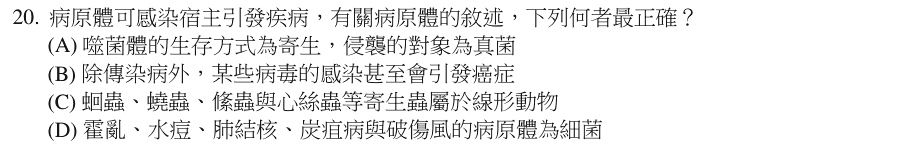 20. 病原體可感染宿主引發疾病，有關病原體的敘述，下列何者最正確？
(A) 噬菌體的生存方式為寄生，侵襲的對象為真菌
(B) 除傳染病外，某些病毒的感染甚至會引發癌症
(C) 蛔蟲、蟯蟲、絛蟲與心絲蟲等寄生蟲屬於線形動物
(D) 霍亂、水痘、肺結核、炭疽病與破傷風的病原體為細菌